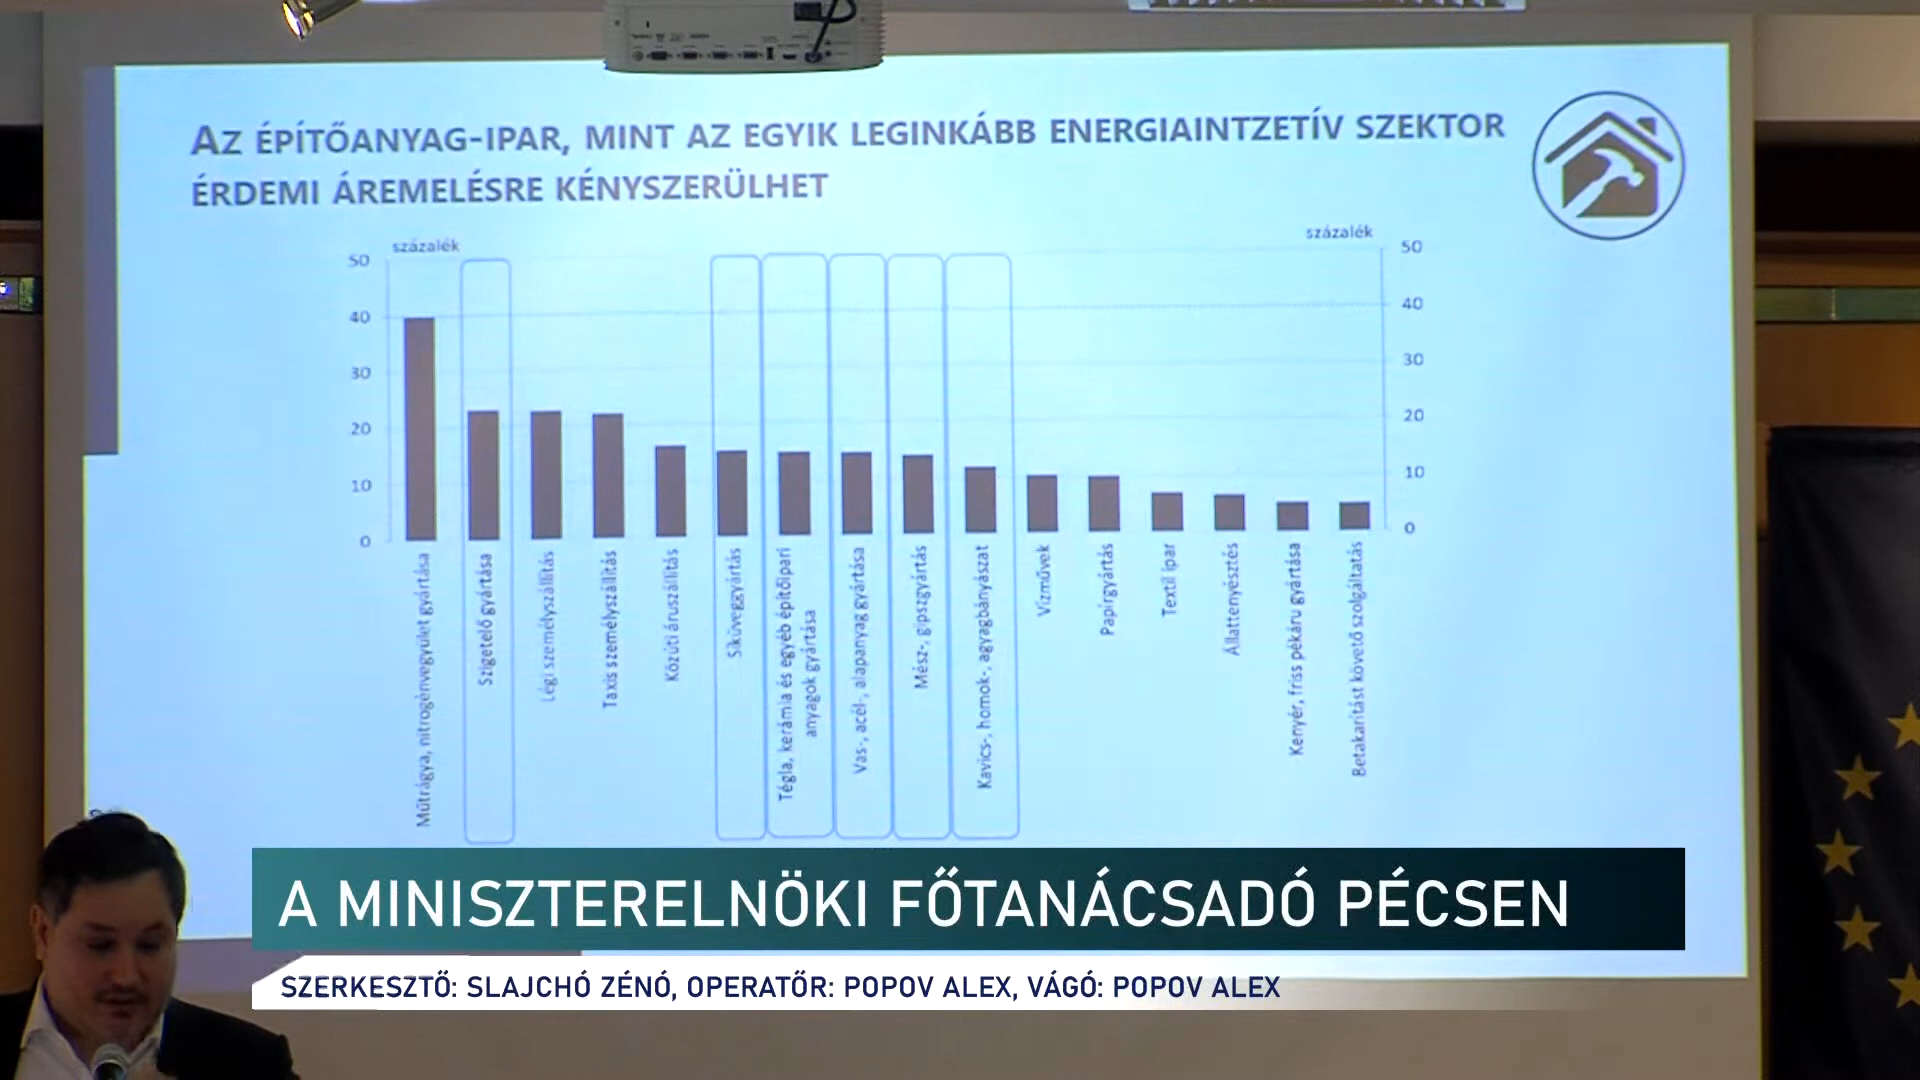 AZ ÉPÍTŐANYAG-IPAR, MINT AZ EGYIK LEGINKÁBB ENERGIAINTZETÍV SZEKTOR
ÉRDEMI ÁREMELÉSRE KÉNYSZERÜLHET
százalék
százalék
50
40
30
20
10
0
50
40
30
20
10
0
Műtrágya, nitrogénvegyület gyártása
Szigetelő gyártása
Légi személyszállítás
Taxis személyszállítás
Közúti áruszállítás
Síküveggyártás
Tégla, kerámia és egyéb építőipari
anyagok gyártása
Vas-, acél-, alapanyag gyártása
Mész-, gipszgyártás
Kavics-, homok-, agyagbányászat
Vízművek
Papírgyártás
Textil ipar
Állattenyésztés
Kenyér, friss pékáru gyártása
Betakarítást követő szolgáltatás
A MINISZTERELNÖKI FŐTANÁCSADÓ PÉCSEN
SZERKESZTŐ: SLAJCHÓ ZÉNÓ, OPERATŐR: POPOV ALEX, VÁGÓ: POPOV ALEX